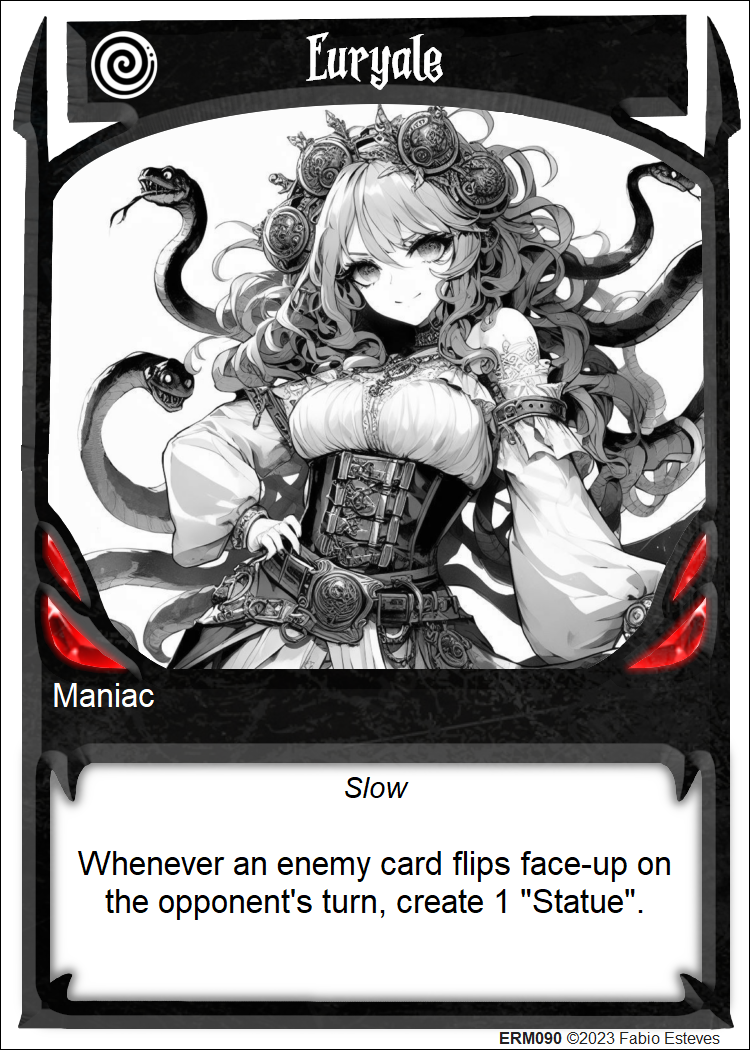 Euryale
Maniac
Slow
Whenever an enemy card flips face-up on
the opponent's turn, create 1 "Statue".
ERM090 ©2023 Fabio Esteves